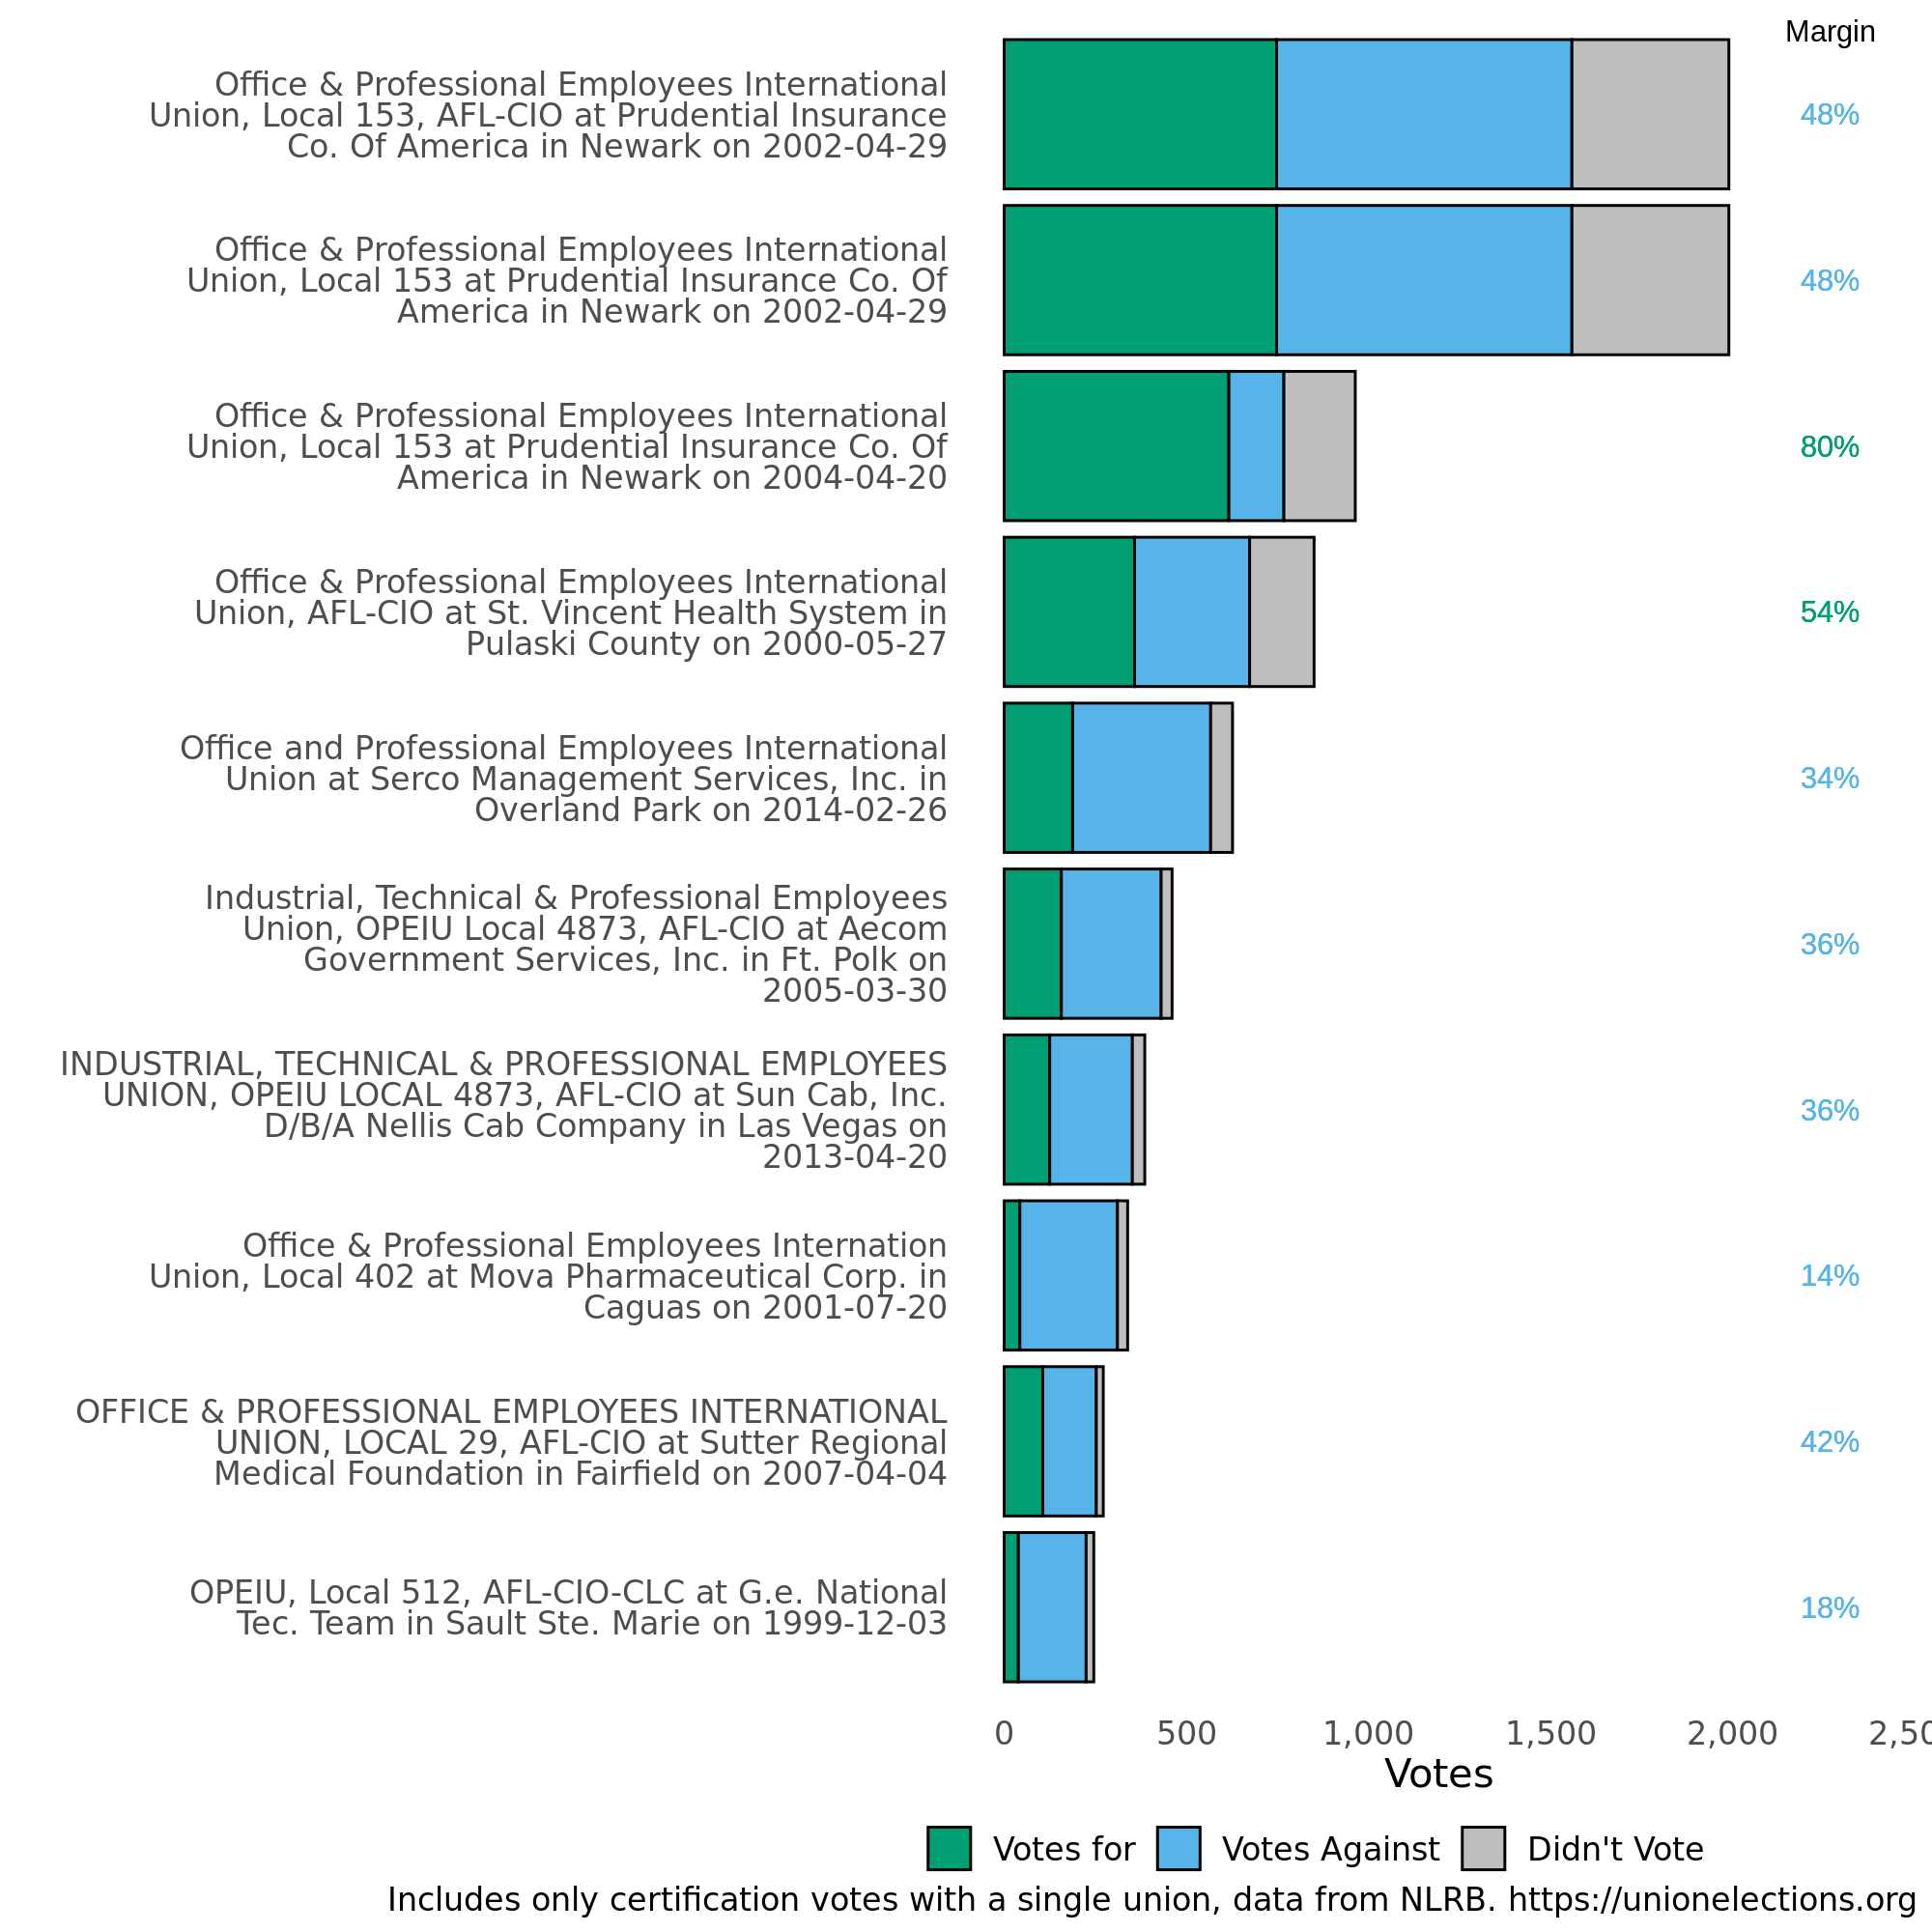 Margin
Office & Professional Employees International
Union, Local 153, AFL-CIO at Prudential Insurance
Co. Of America in Newark on 2002-04-29
48%
Office & Professional Employees International
Union, Local 153 at Prudential Insurance Co. Of
America in Newark on 2002-04-29
48%
Office & Professional Employees International
Union, Local 153 at Prudential Insurance Co. Of
America in Newark on 2004-04-20
80%
Office & Professional Employees International
Union, AFL-CIO at St. Vincent Health System in
Pulaski County on 2000-05-27
54%
Office and Professional Employees International
Union at Serco Management Services, Inc. in
Overland Park on 2014-02-26
34%
Industrial, Technical & Professional Employees
Union, OPEIU Local 4873, AFL-CIO at Aecom
Government Services, Inc. in Ft. Polk on
2005-03-30
36%
INDUSTRIAL, TECHNICAL & PROFESSIONAL EMPLOYEES
UNION, OPEIU LOCAL 4873, AFL-CIO at Sun Cab, Inc.
D/B/A Nellis Cab Company in Las Vegas on
2013-04-20
36%
Office & Professional Employees Internation
Union, Local 402 at Mova Pharmaceutical Corp. in
Caguas on 2001-07-20
14%
OFFICE & PROFESSIONAL EMPLOYEES INTERNATIONAL
UNION, LOCAL 29, AFL-CIO at Sutter Regional
Medical Foundation in Fairfield on 2007-04-04
42%
OPEIU, Local 512, AFL-CIO-CLC at G.e. National
Tec. Team in Sault Ste. Marie on 1999-12-03
18%
0 500 1,000 1,500 2,000
Votes
Votes for Votes Against Didn't Vote
Includes only certification votes with a single union, data from NLRB. https://unionelections.org